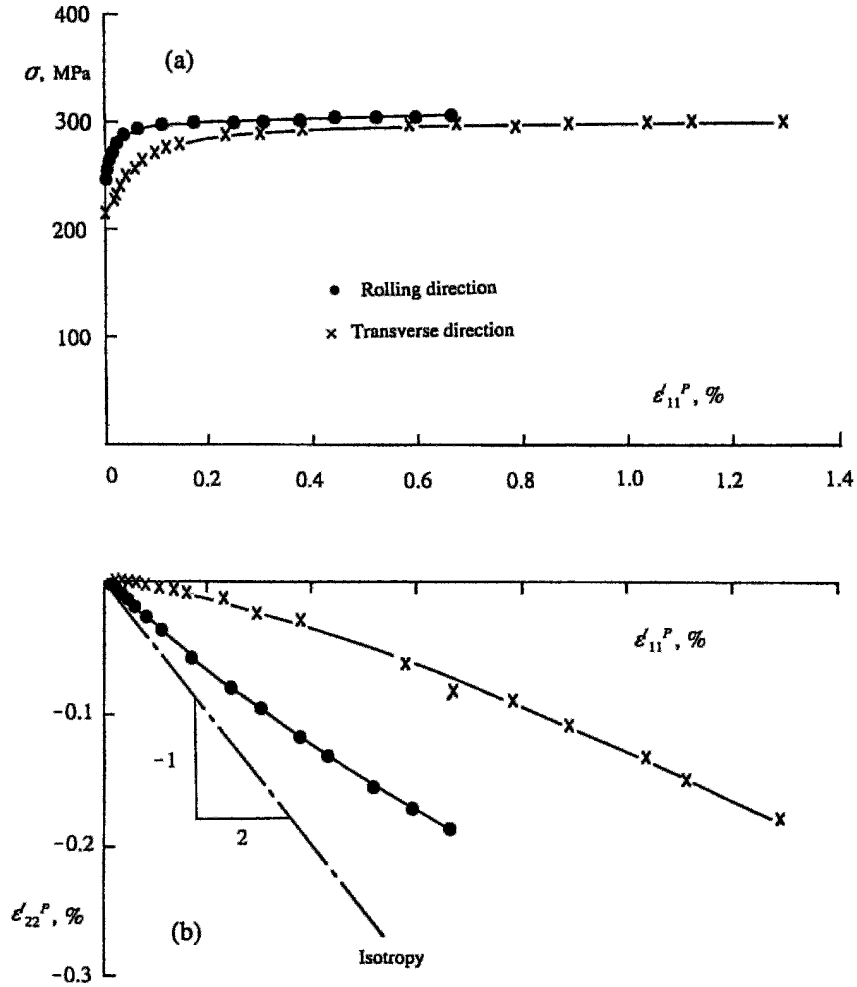 400
(a)
σ, MPa
300
200
● Rolling direction
× Transverse direction
100
ε′₁₁ᴾ, %
0 0.2 0.4 0.6 0.8 1.0 1.2 1.4
ε′₁₁ᴾ, %
−0.1
−1
2
−0.2
ε′₂₂ᴾ, %
(b)
Isotropy
−0.3